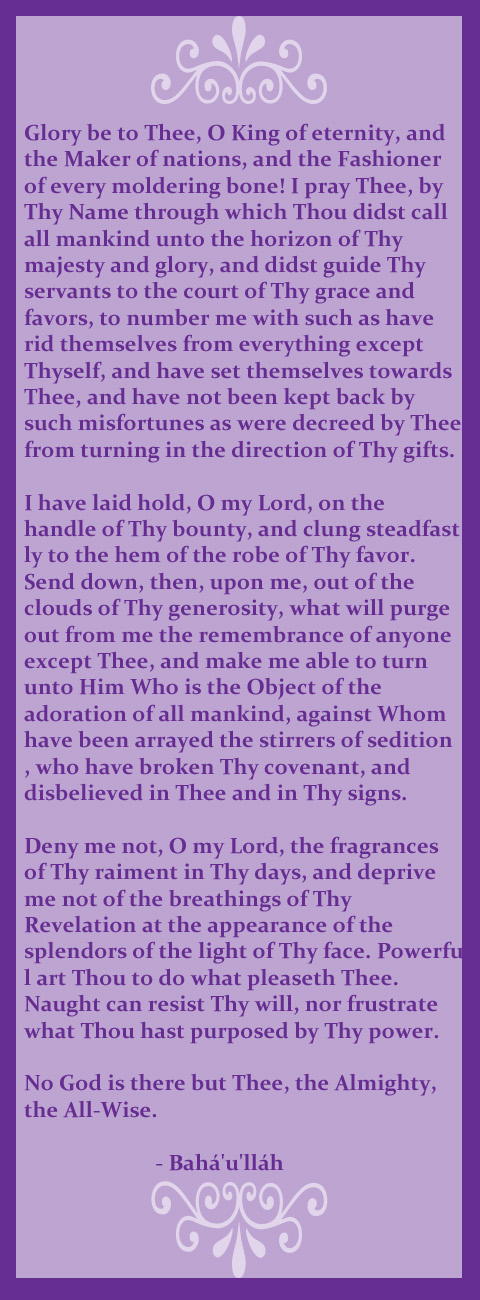 Glory be to Thee, O King of eternity, and
the Maker of nations, and the Fashioner
of every moldering bone! I pray Thee, by
Thy Name through which Thou didst call
all mankind unto the horizon of Thy
majesty and glory, and didst guide Thy
servants to the court of Thy grace and
favors, to number me with such as have
rid themselves from everything except
Thyself, and have set themselves towards
Thee, and have not been kept back by
such misfortunes as were decreed by Thee
from turning in the direction of Thy gifts.

I have laid hold, O my Lord, on the
handle of Thy bounty, and clung steadfast
ly to the hem of the robe of Thy favor.
Send down, then, upon me, out of the
clouds of Thy generosity, what will purge
out from me the remembrance of anyone
except Thee, and make me able to turn
unto Him Who is the Object of the
adoration of all mankind, against Whom
have been arrayed the stirrers of sedition
, who have broken Thy covenant, and
disbelieved in Thee and in Thy signs.

Deny me not, O my Lord, the fragrances
of Thy raiment in Thy days, and deprive
me not of the breathings of Thy
Revelation at the appearance of the
splendors of the light of Thy face. Powerfu
l art Thou to do what pleaseth Thee.
Naught can resist Thy will, nor frustrate
what Thou hast purposed by Thy power.

No God is there but Thee, the Almighty,
the All-Wise.

- Bahá'u'lláh